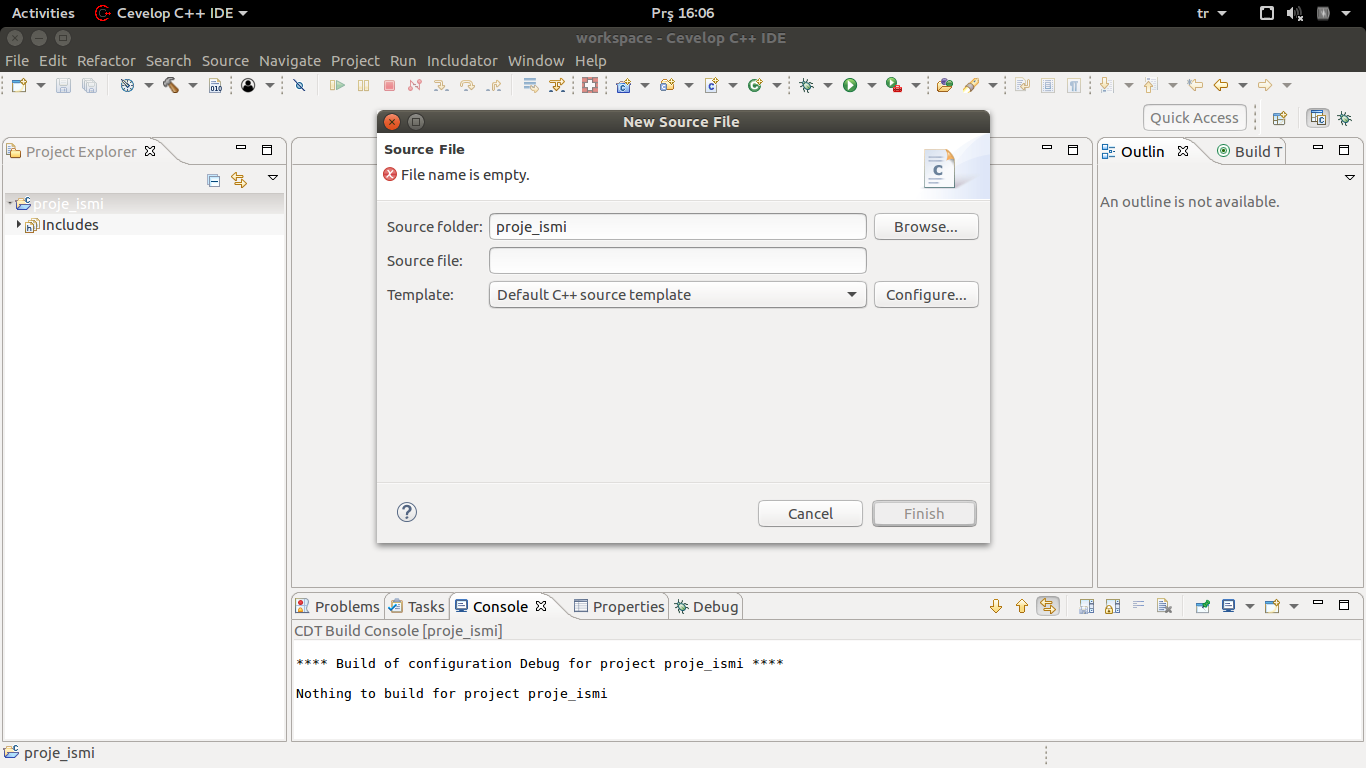 Activities Cevelop C++ IDE Prş 16:06 tr
workspace - Cevelop C++ IDE
File Edit Refactor Search Source Navigate Project Run Includator Window Help
Quick Access
Project Explorer
proje_ismi
Includes
New Source File
Source File
File name is empty.
Source folder: proje_ismi Browse...
Source file:
Template: Default C++ source template Configure...
Cancel Finish
Outlin Build T
An outline is not available.
Problems Tasks Console Properties Debug
CDT Build Console [proje_ismi]
**** Build of configuration Debug for project proje_ismi ****
Nothing to build for project proje_ismi
proje_ismi